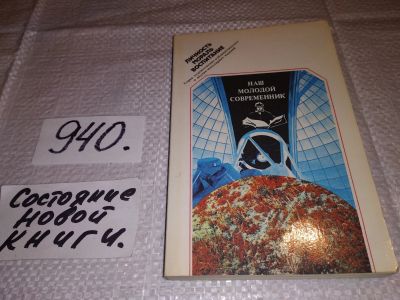 940.
Состояние
новой
книги.
ЛИЧНОСТЬ
МОРАЛЬ
ВОСПИТАНИЕ
НАШ
МОЛОДОЙ
СОВРЕМЕННИК